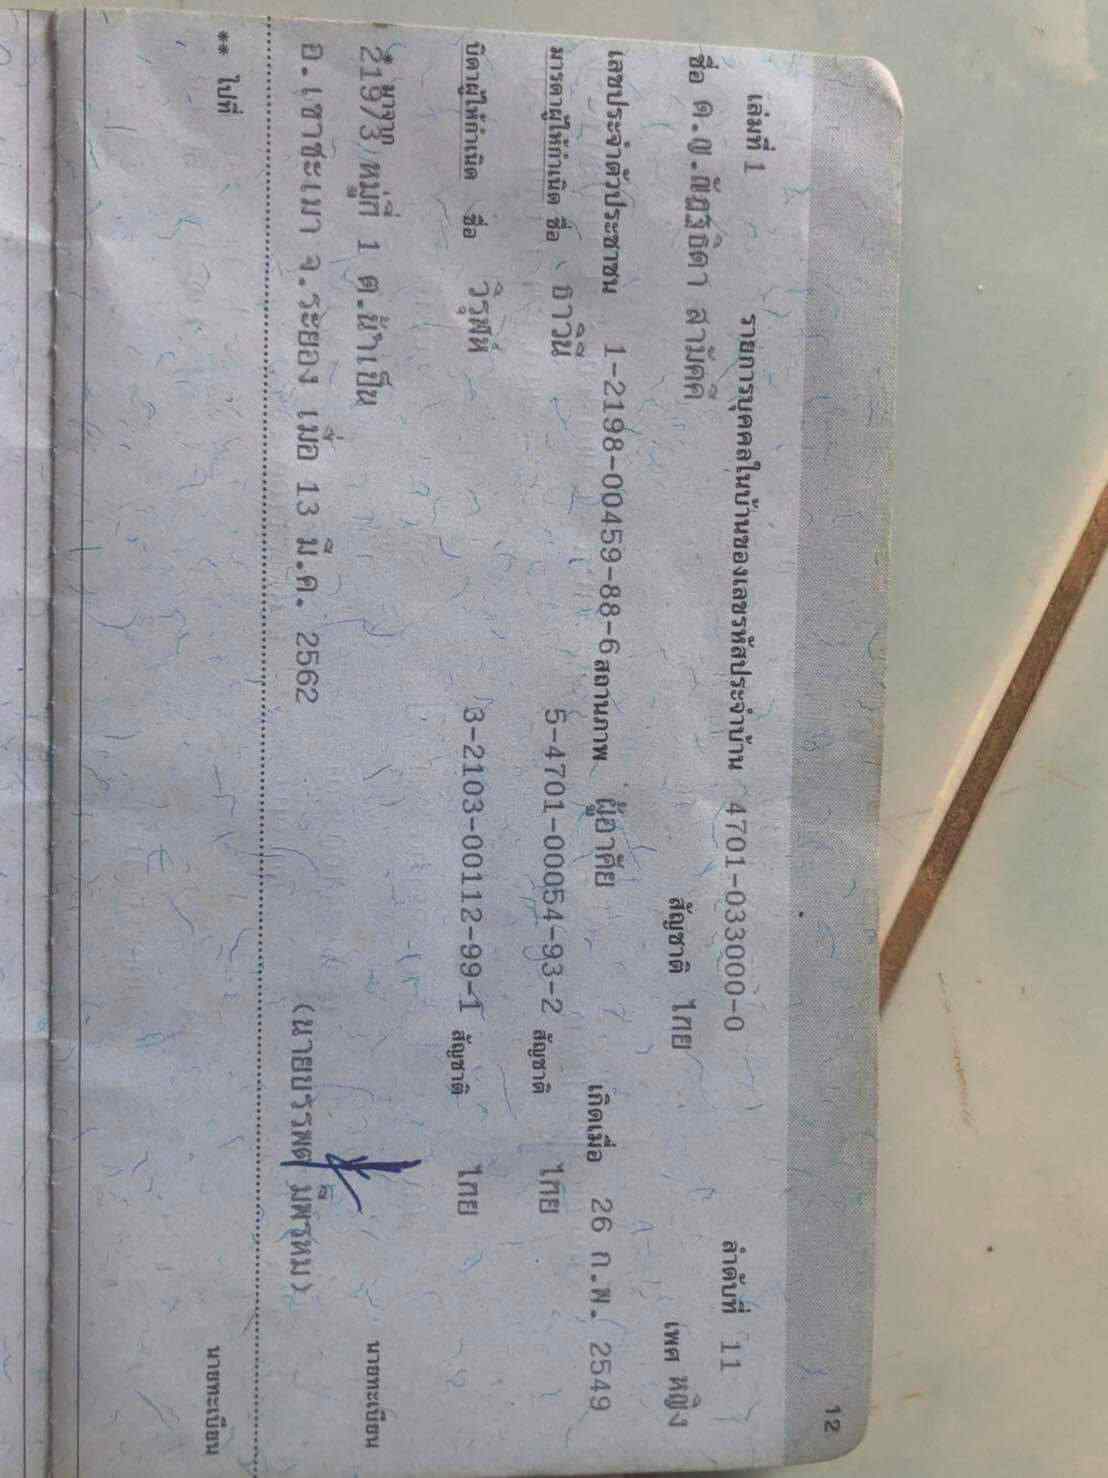 12
เล่มที่ 1 รายการบุคคลในบ้านของเลขรหัสประจำบ้าน 4701-033000-0 ลำดับที่ 11
ชื่อ ด.ญ.ณัฏฐธิดา สามัคคี สัญชาติ ไทย เพศ หญิง
เลขประจำตัวประชาชน 1-2198-00459-88-6 สถานภาพ ผู้อาศัย เกิดเมื่อ 26 ก.พ. 2549
มารดาผู้ให้กำเนิด ชื่อ ธาวิน 5-4701-00054-93-2 สัญชาติ ไทย
บิดาผู้ให้กำเนิด ชื่อ วิรุฬห์ 3-2103-00112-99-1 สัญชาติ ไทย
* มาจาก
219/3 หมู่ที่ 1 ต.น้ำเป็น นายทะเบียน
อ.เขาชะเมา จ.ระยอง เมื่อ 13 มี.ค. 2562 (นายบรรพต มีพรหม)
** ไปที่ นายทะเบียน